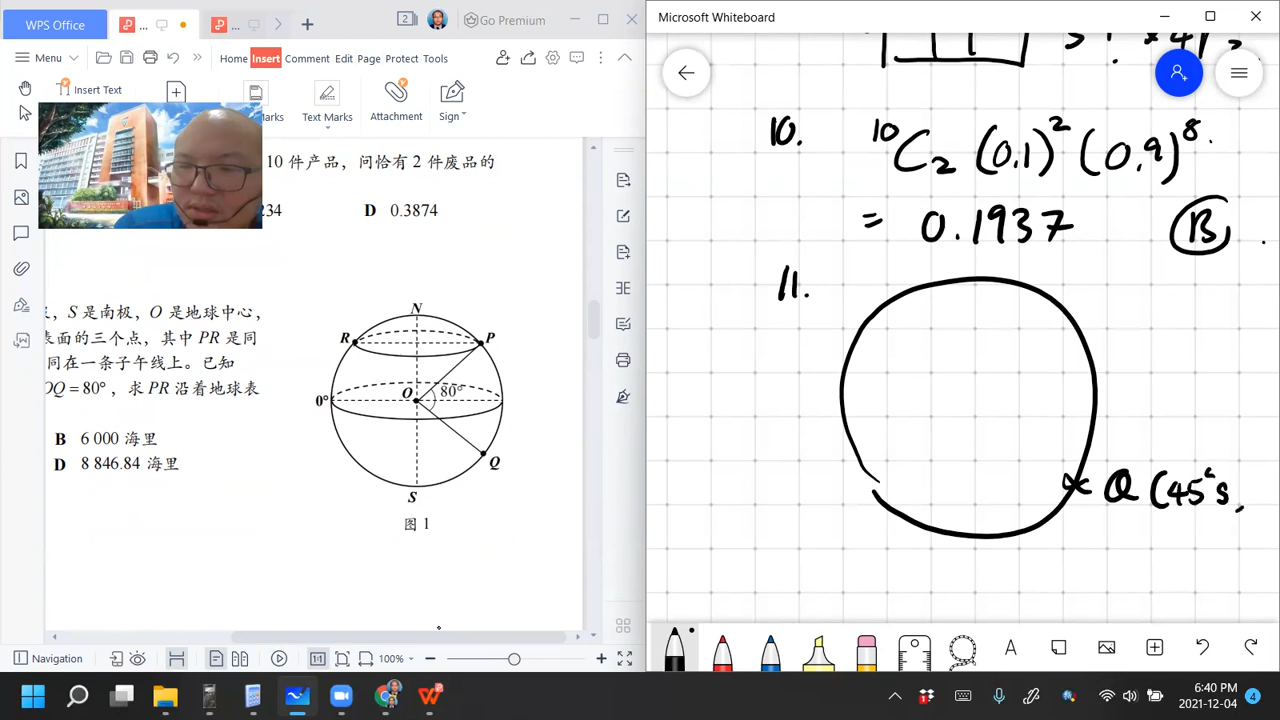 WPS Office
...
...
2
Go Premium
Microsoft Whiteboard
Menu
Home Insert Comment Edit Page Protect Tools
Insert Text
Text Marks
Attachment
Sign
10 件产品，问恰有 2 件废品的
234 D 0.3874
，S 是南极，O 是地球中心，
表面的三个点，其中 PR 是同
同在一条子午线上。已知
OQ = 80°，求 PR 沿着地球表
B 6 000 海里
D 8 846.84 海里
N
R P
O 80°
0°
Q
S
图 1
10. 10C2 (0.1)^2 (0.9)^8
= 0.1937 B
11.
Q (45°S,
Navigation
100%
6:40 PM
2021-12-04
4